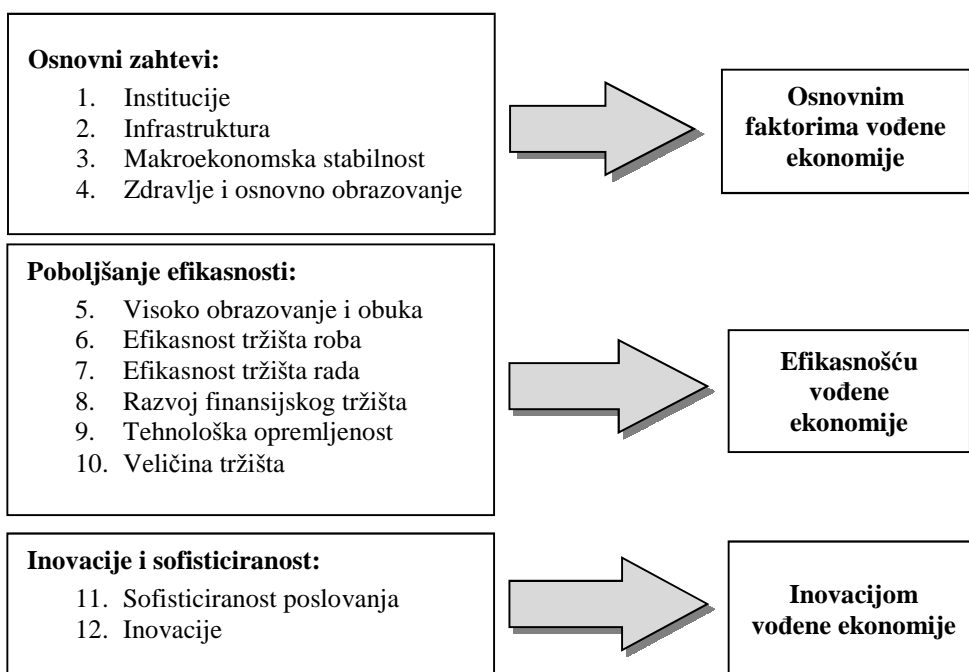 Osnovni zahtevi:
1. Institucije
2. Infrastruktura
3. Makroekonomska stabilnost
4. Zdravlje i osnovno obrazovanje
Osnovnim
faktorima vođene
ekonomije
Poboljšanje efikasnosti:
5. Visoko obrazovanje i obuka
6. Efikasnost tržišta roba
7. Efikasnost tržišta rada
8. Razvoj finansijskog tržišta
9. Tehnološka opremljenost
10. Veličina tržišta
Efikasnošću
vođene
ekonomije
Inovacije i sofisticiranost:
11. Sofisticiranost poslovanja
12. Inovacije
Inovacijom
vođene ekonomije